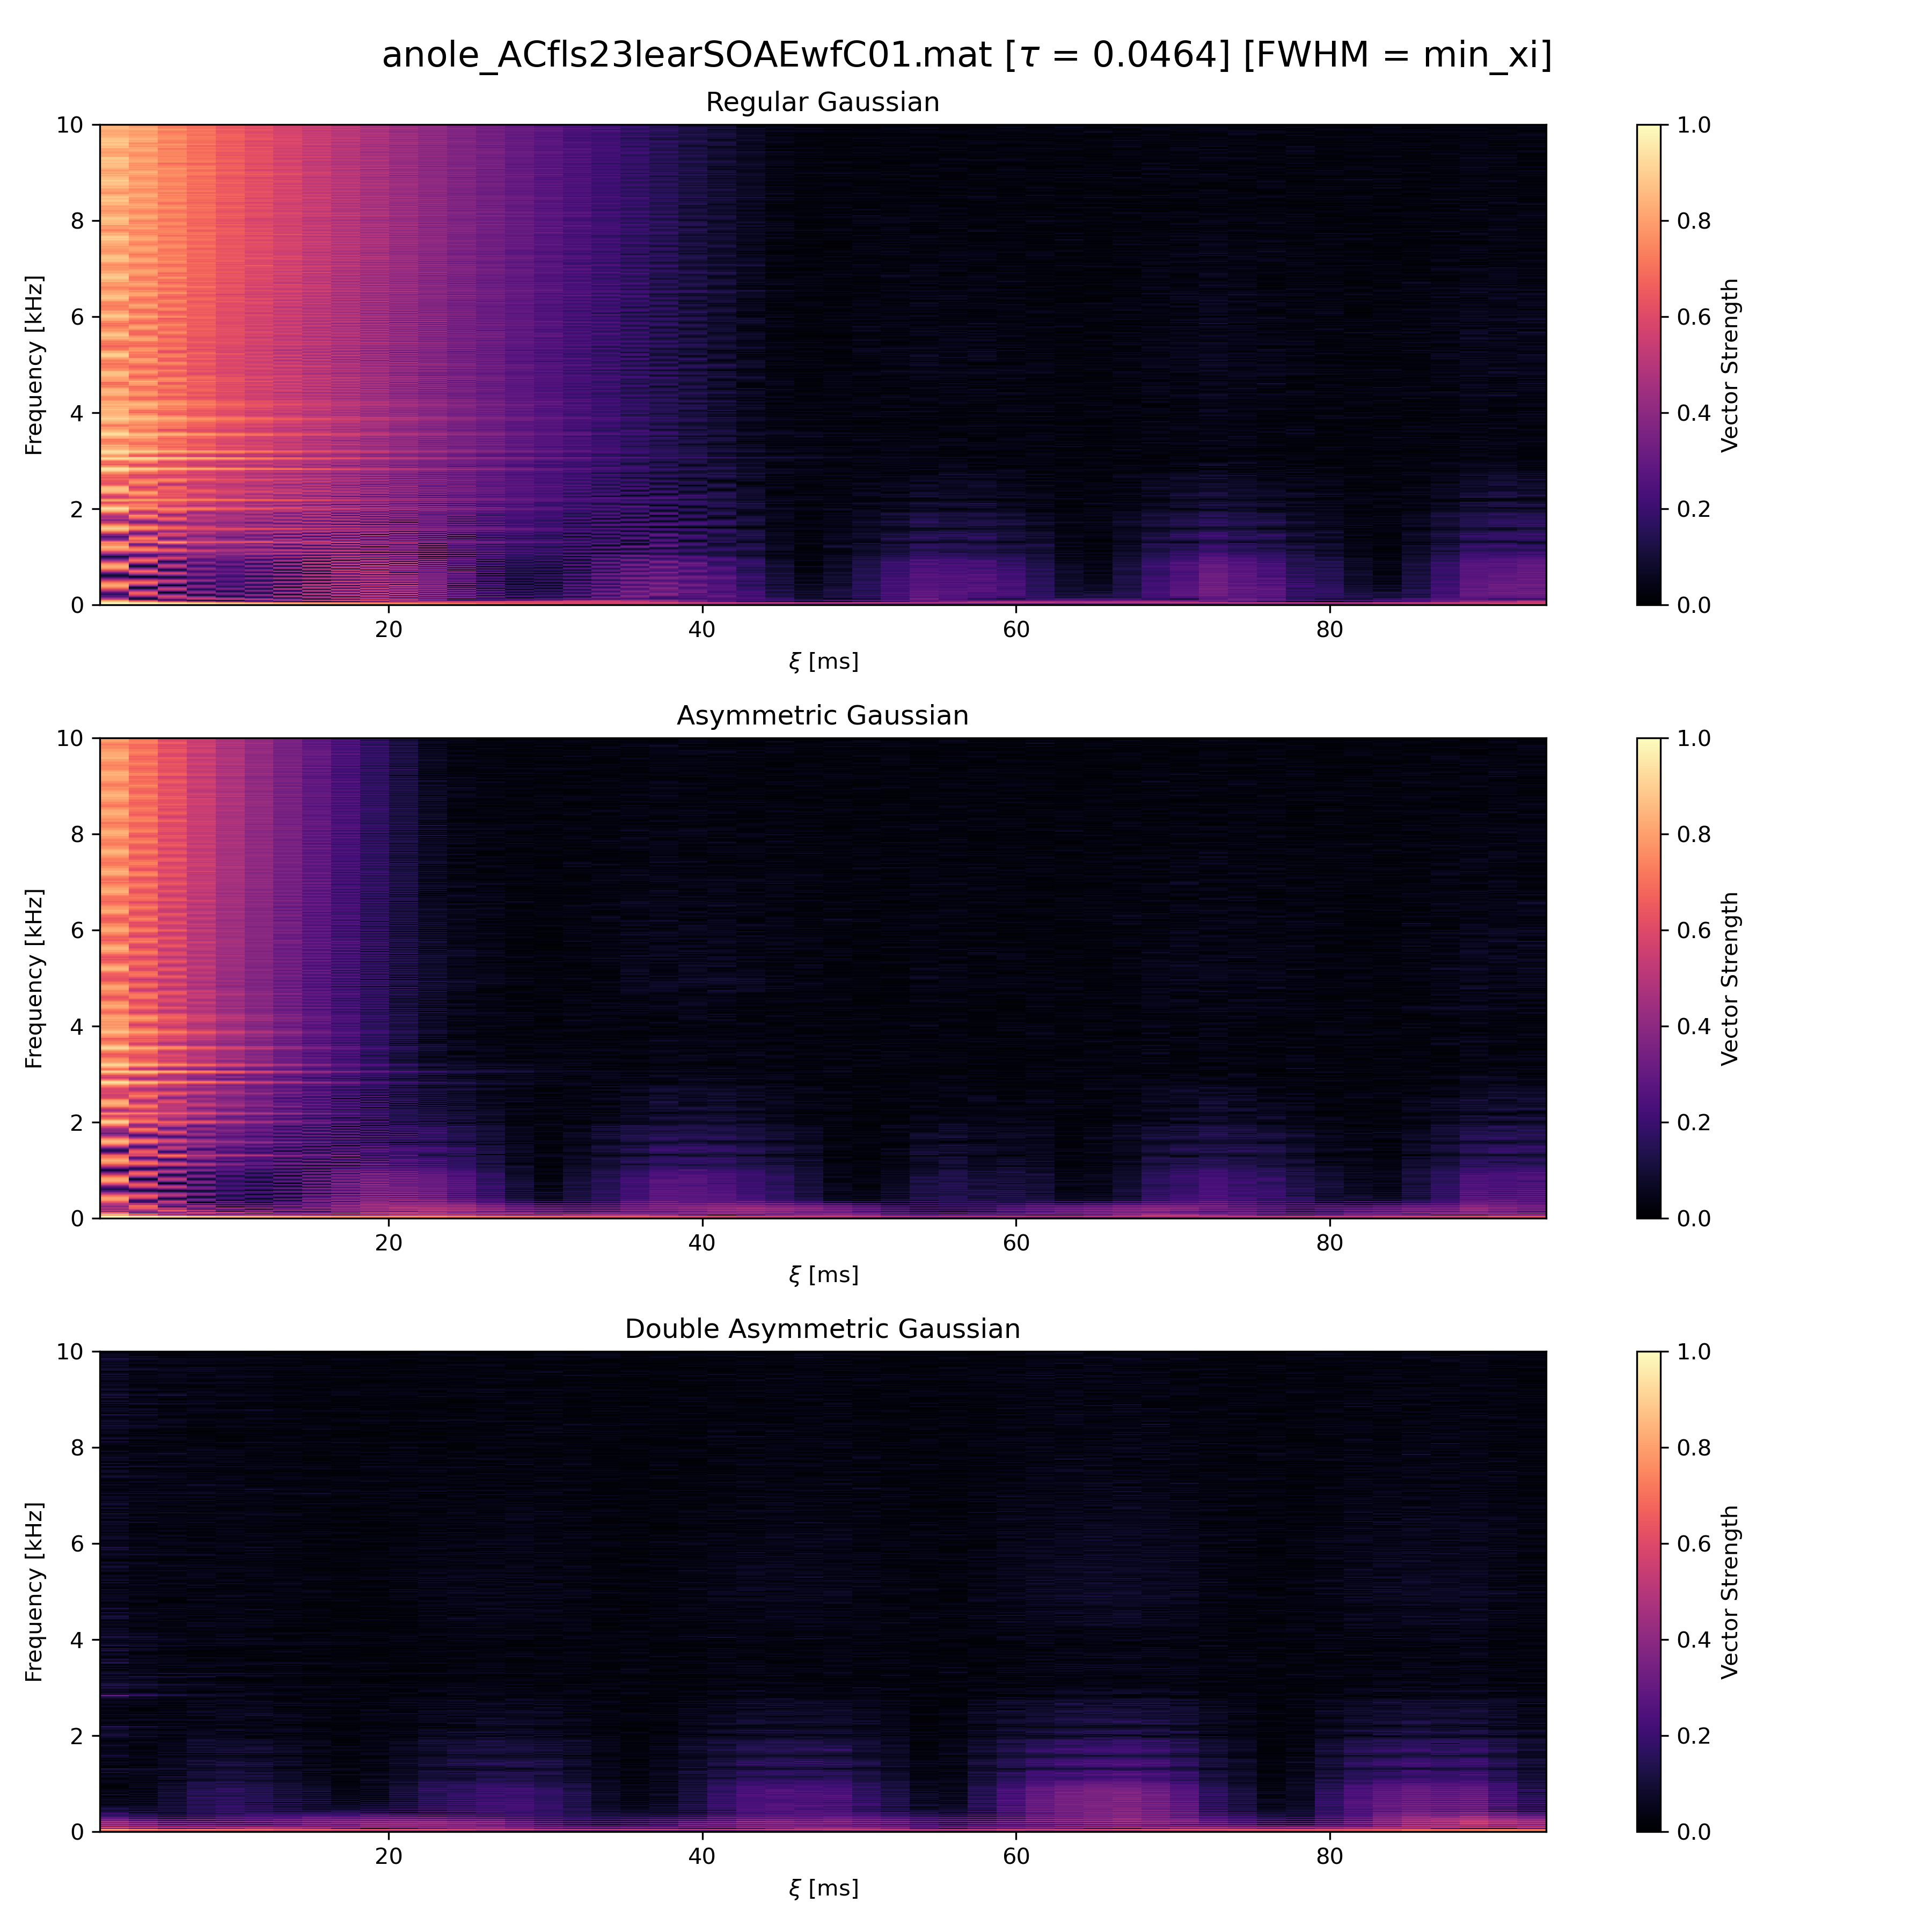 anole_ACfls23learSOAEwfC01.mat [τ = 0.0464] [FWHM = min_xi]
Regular Gaussian
10
8
6
4
2
0
Frequency [kHz]
20 40 60 80
ξ [ms]
1.0
0.8
0.6
0.4
0.2
0.0
Vector Strength
Asymmetric Gaussian
10
8
6
4
2
0
Frequency [kHz]
20 40 60 80
ξ [ms]
1.0
0.8
0.6
0.4
0.2
0.0
Vector Strength
Double Asymmetric Gaussian
10
8
6
4
2
0
Frequency [kHz]
20 40 60 80
ξ [ms]
1.0
0.8
0.6
0.4
0.2
0.0
Vector Strength